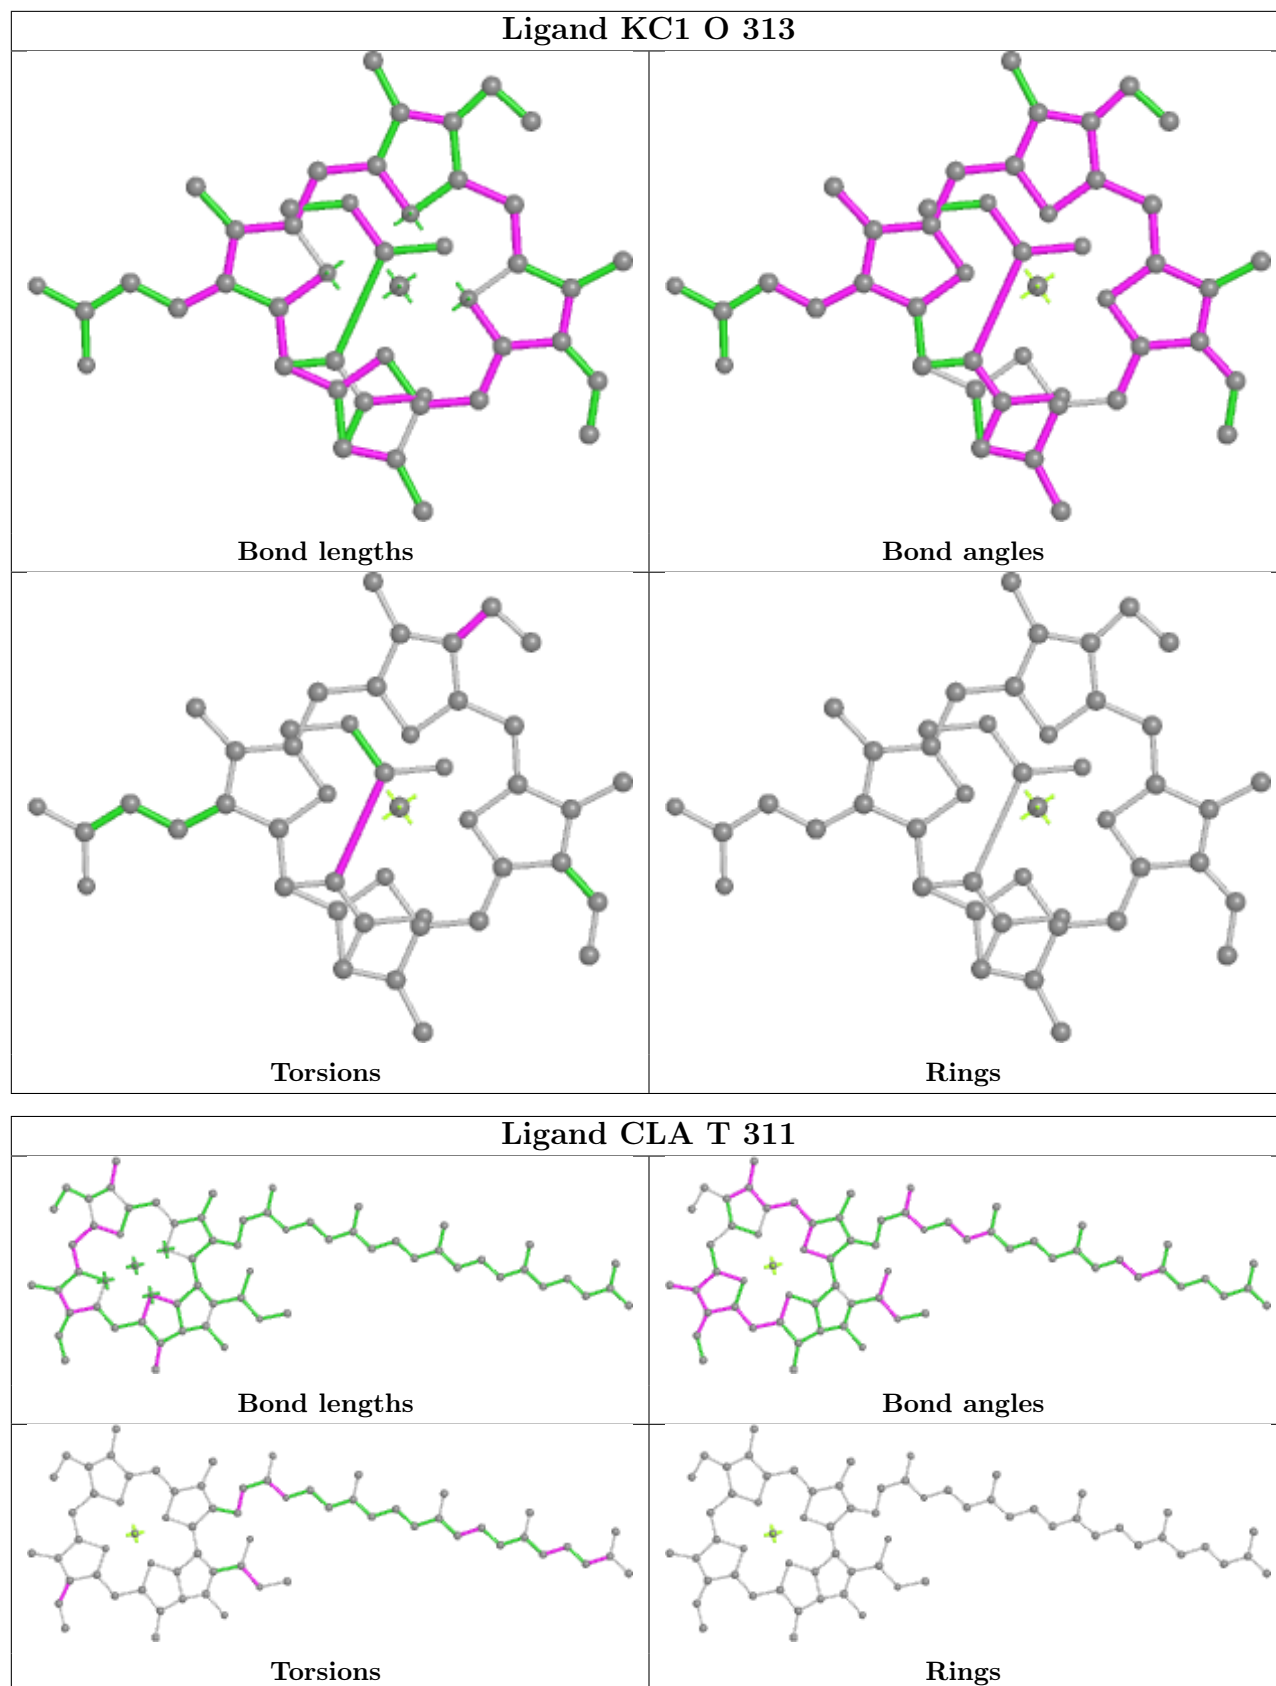 Ligand KC1 O 313
Bond lengths
Bond angles
Torsions
Rings
Ligand CLA T 311
Bond lengths
Bond angles
Torsions
Rings